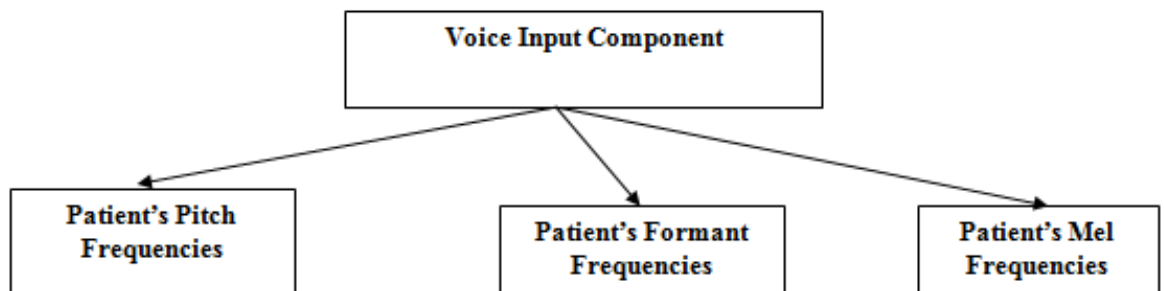 Voice Input Component
Patient's Pitch
Frequencies
Patient's Formant
Frequencies
Patient's Mel
Frequencies